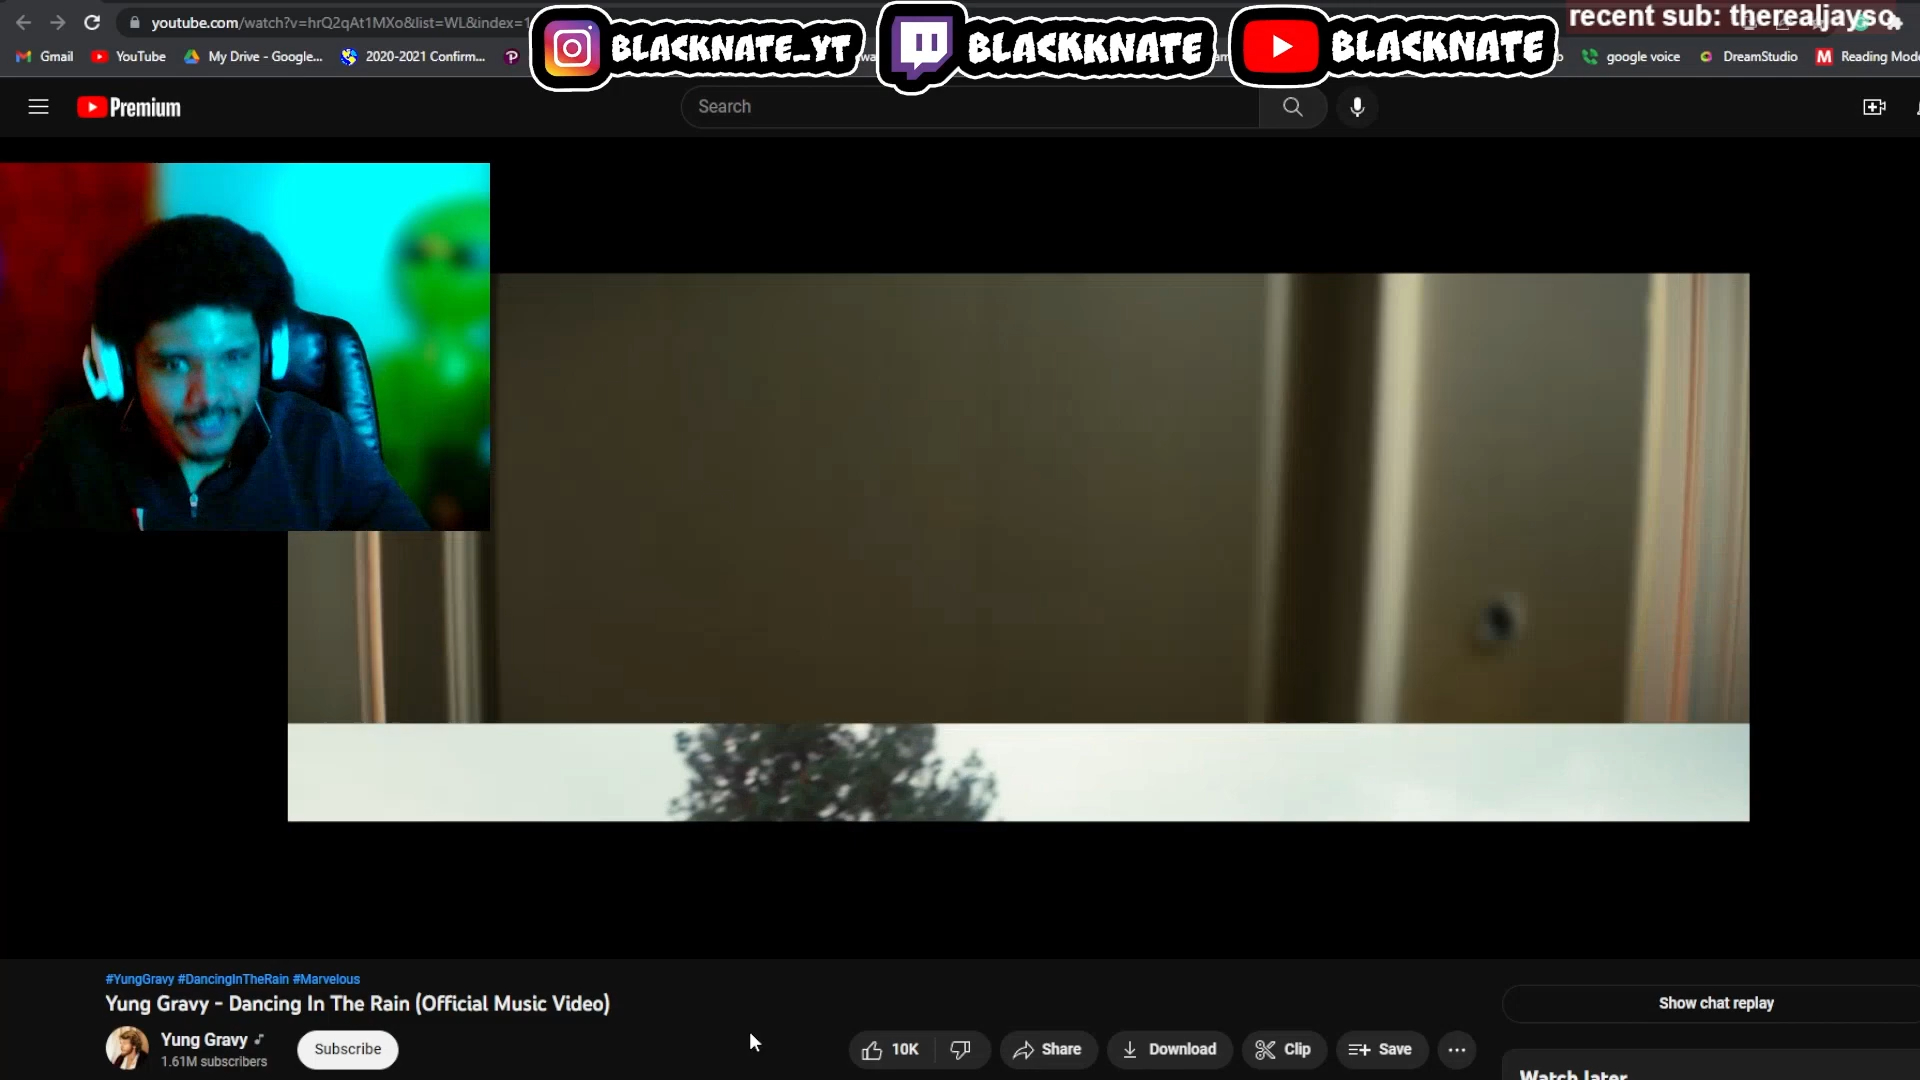 youtube.com/watch?v=hrQ2qAt1MXo&list=WL&index=1
BLACKNATE_YT
BLACKKNATE
BLACKNATE
recent sub: therealjayso
Gmail
YouTube
My Drive - Google...
2020-2021 Confirm...
google voice
DreamStudio
Reading Mode
Premium
Search
#YungGravy #DancingInTheRain #Marvelous
Yung Gravy - Dancing In The Rain (Official Music Video)
Yung Gravy
1.61M subscribers
Subscribe
10K
Share
Download
Clip
Save
Show chat replay
Watch later